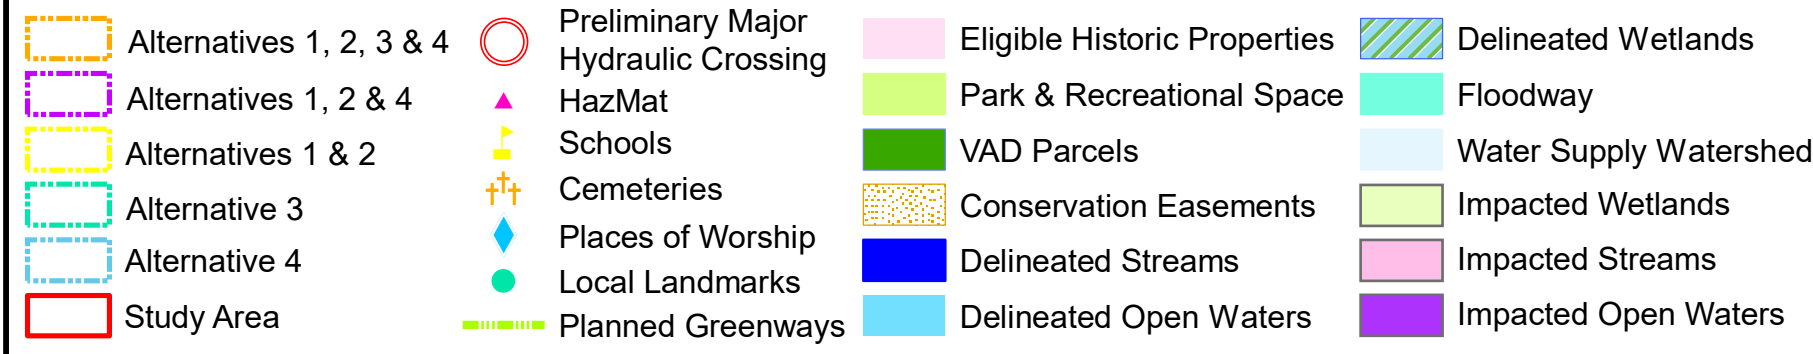 Alternatives 1, 2, 3 & 4
Alternatives 1, 2 & 4
Alternatives 1 & 2
Alternative 3
Alternative 4
Study Area
Preliminary Major
Hydraulic Crossing
HazMat
Schools
Cemeteries
Places of Worship
Local Landmarks
Planned Greenways
Eligible Historic Properties
Park & Recreational Space
VAD Parcels
Conservation Easements
Delineated Streams
Delineated Open Waters
Delineated Wetlands
Floodway
Water Supply Watershed
Impacted Wetlands
Impacted Streams
Impacted Open Waters